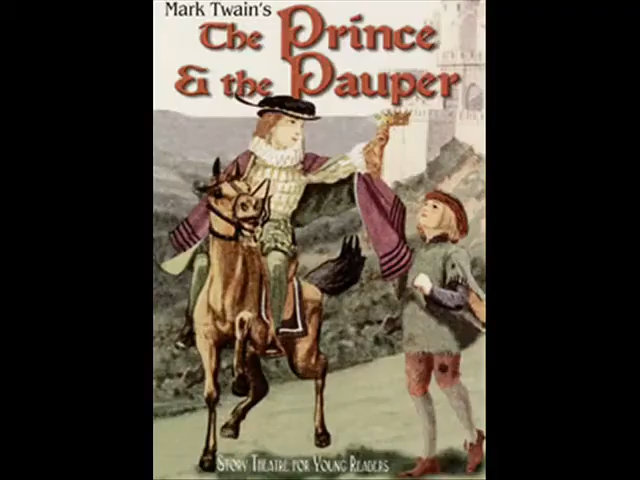 Mark Twain's
The Prince
& the Pauper
Story Theatre for Young Readers